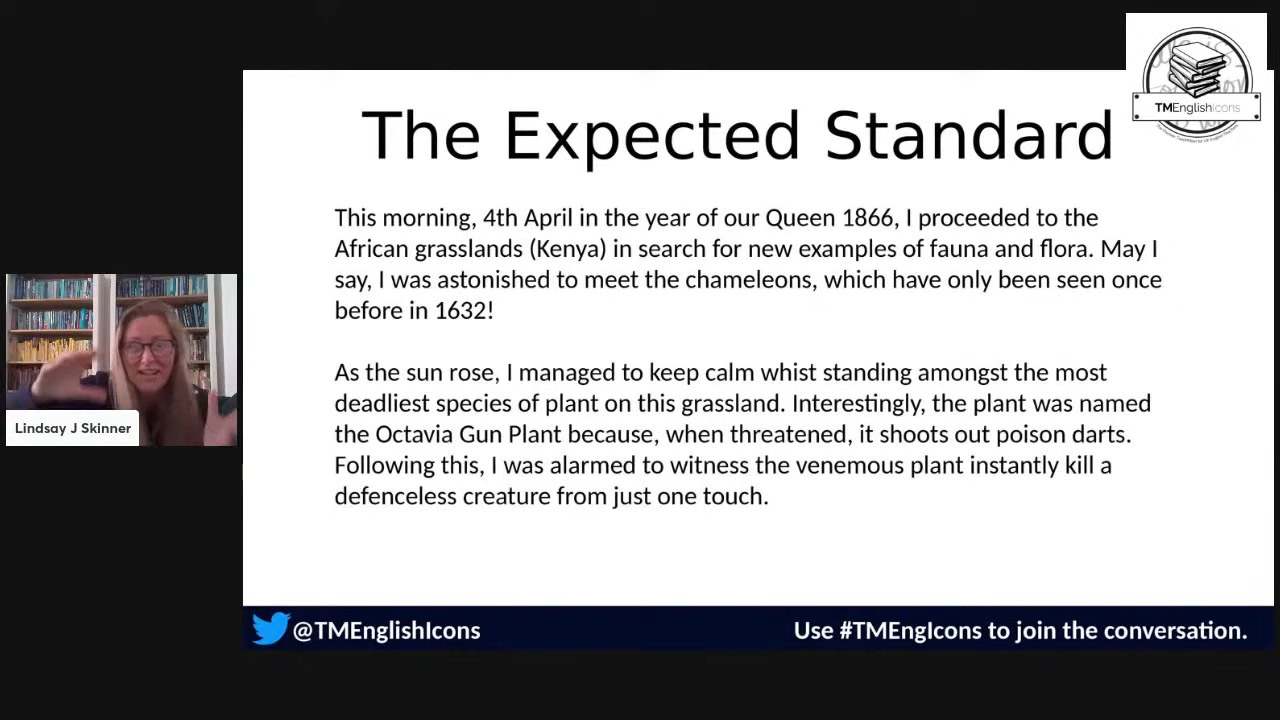 The Expected Standard
This morning, 4th April in the year of our Queen 1866, I proceeded to the
African grasslands (Kenya) in search for new examples of fauna and flora. May I
say, I was astonished to meet the chameleons, which have only been seen once
before in 1632!
As the sun rose, I managed to keep calm whist standing amongst the most
deadliest species of plant on this grassland. Interestingly, the plant was named
the Octavia Gun Plant because, when threatened, it shoots out poison darts.
Following this, I was alarmed to witness the venemous plant instantly kill a
defenceless creature from just one touch.
TMEnglishIcons
Lindsay J Skinner
@TMEnglishIcons
Use #TMEngIcons to join the conversation.